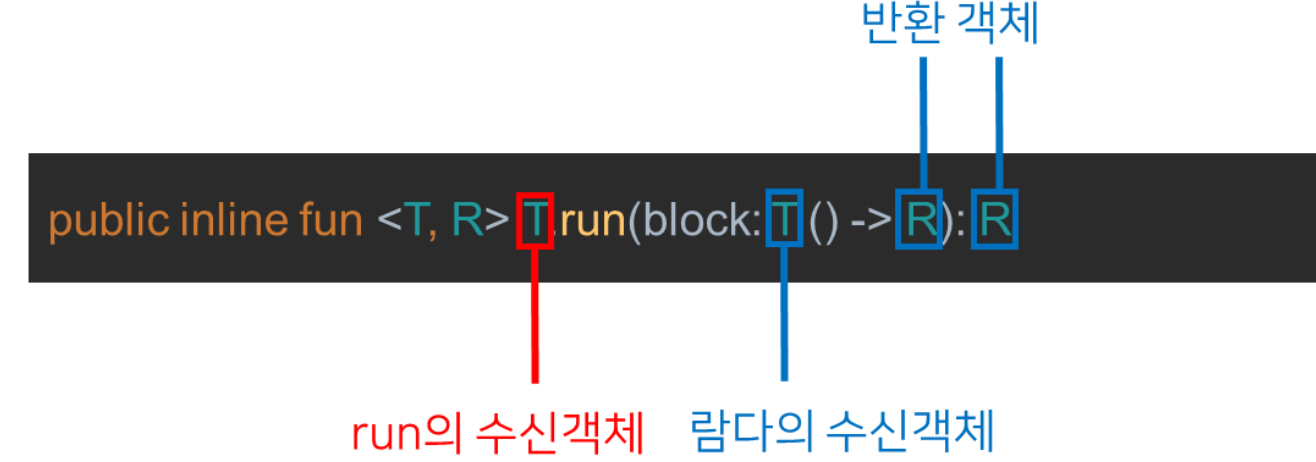 반환 객체
public inline fun <T, R> T.run(block: T() -> R): R
run의 수신객체 람다의 수신객체